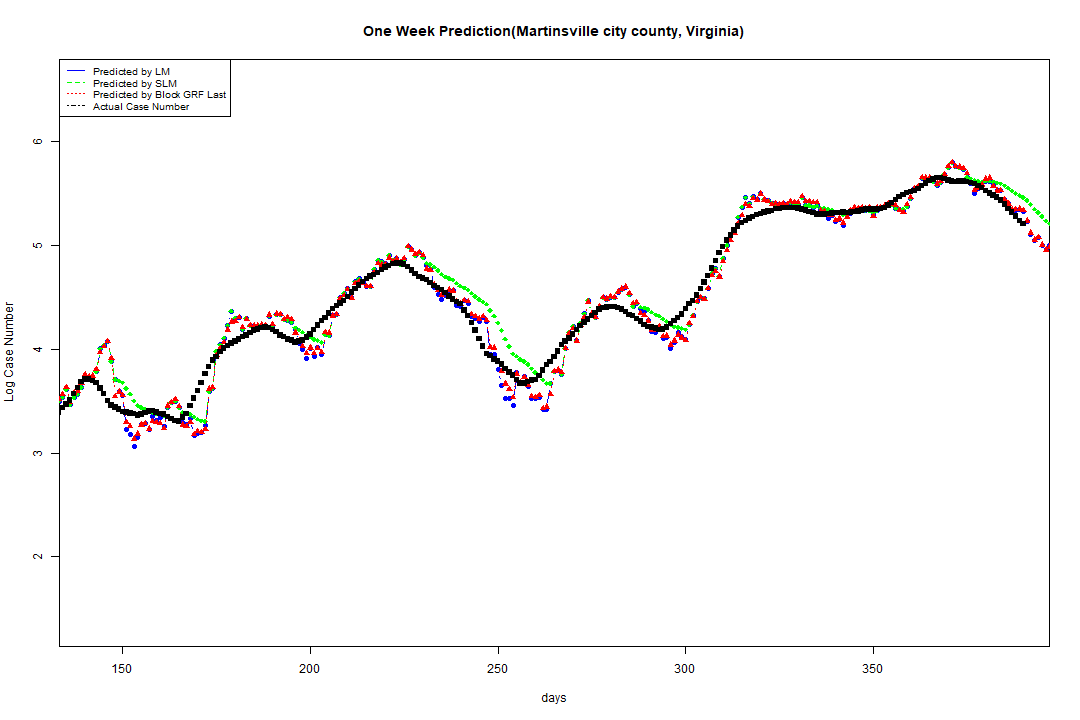 One Week Prediction(Martinsville city county, Virginia)
Predicted by LM
Predicted by SLM
Predicted by Block GRF Last
Actual Case Number
6
5
4
3
2
Log Case Number
150 200 250 300 350
days